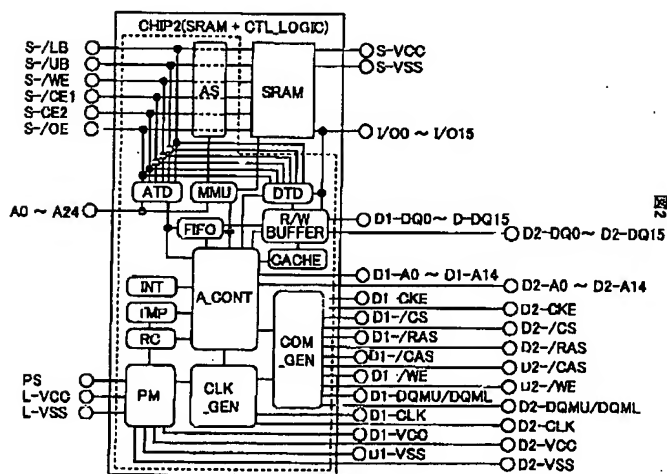 CHIP2(SRAM + CTL_LOGIC)
S-/LB
S-/UB
S-/WE
S-/CE1
S-CE2
S-/OE
A0 ~ A24
PS
L-VCC
L-VSS
AS
SRAM
ATD
MMU
DTD
FIFO
R/W
BUFFER
CACHE
INT
TMP
RC
A_CONT
COM
_GEN
PM
CLK
_GEN
S-VCC
S-VSS
I/O0 ~ I/O15
D1-DQ0~ D-DQ15
D2-DQ0~ D2-DQ15
D1-A0 ~ D1-A14
D2-A0 ~ D2-A14
D1-CKE
D2-CKE
D1-/CS
D2-/CS
D1-/RAS
D2-/RAS
D1-/CAS
D2-/CAS
D1-/WE
D2-/WE
D1-DQMU/DQML
D2-DQMU/DQML
D1-CLK
D2-CLK
D1-VCC
D2-VCC
D1-VSS
D2-VSS
図2